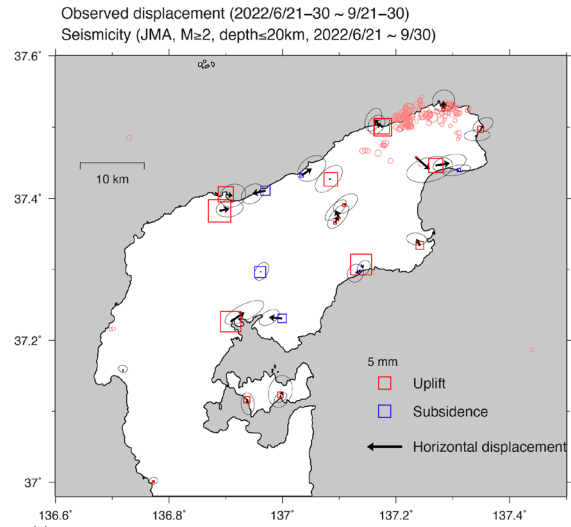 Observed displacement (2022/6/21–30 ~ 9/21–30)
Seismicity (JMA, M≥2, depth≤20km, 2022/6/21 ~ 9/30)
37.6˚
10 km
37.4˚
37.2˚
5 mm
Uplift
Subsidence
Horizontal displacement
37˚
136.6˚ 136.8˚ 137˚ 137.2˚ 137.4˚